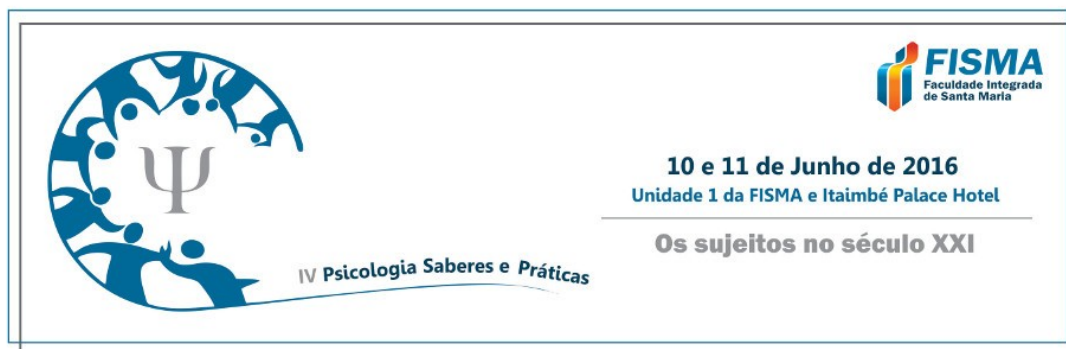 FISMA
Faculdade Integrada
de Santa Maria
10 e 11 de Junho de 2016
Unidade 1 da FISMA e Itaimbé Palace Hotel
Os sujeitos no século XXI
Ψ
IV Psicologia Saberes e Práticas